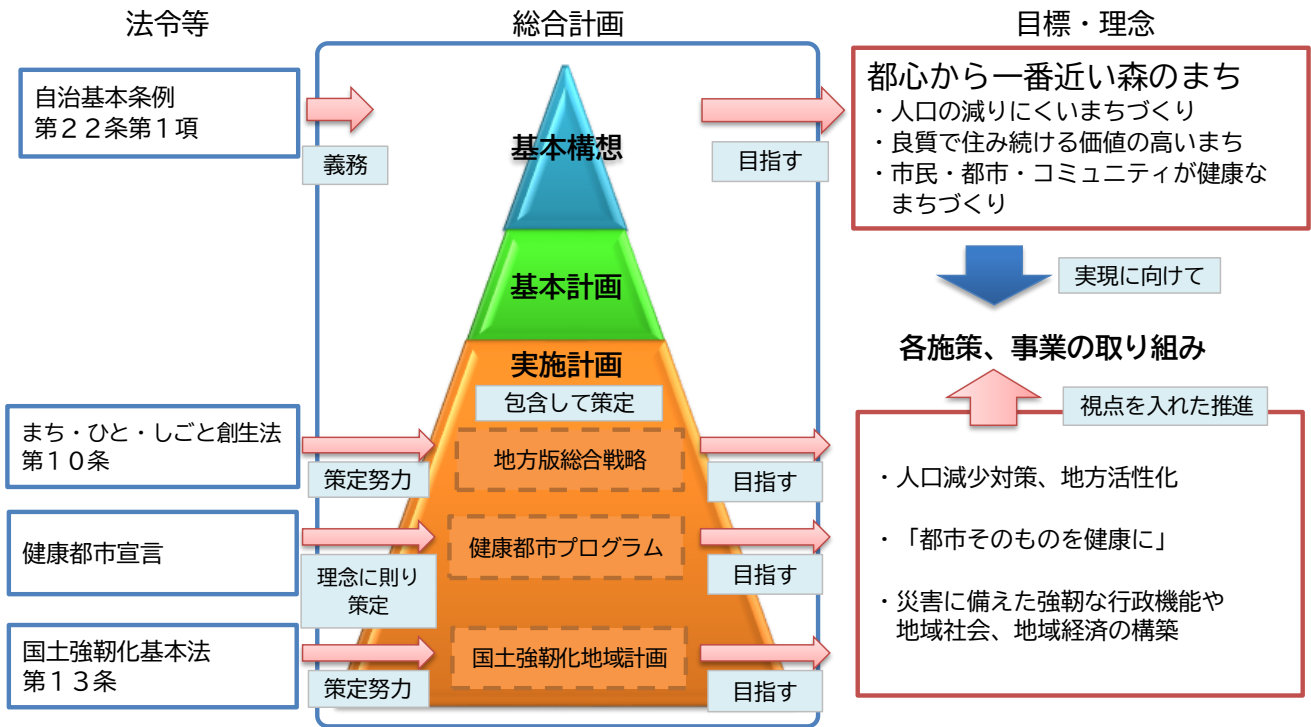 法令等
総合計画
目標・理念
自治基本条例
第２２条第１項
義務
基本構想
目指す
都心から一番近い森のまち
・人口の減りにくいまちづくり
・良質で住み続ける価値の高いまち
・市民・都市・コミュニティが健康な
まちづくり
基本計画
実現に向けて
各施策、事業の取り組み
実施計画
包含して策定
視点を入れた推進
まち・ひと・しごと創生法
第１０条
策定努力
地方版総合戦略
目指す
健康都市宣言
理念に則り
策定
健康都市プログラム
目指す
国土強靭化基本法
第１３条
策定努力
国土強靭化地域計画
目指す
・人口減少対策、地方活性化
・「都市そのものを健康に」
・災害に備えた強靭な行政機能や
地域社会、地域経済の構築